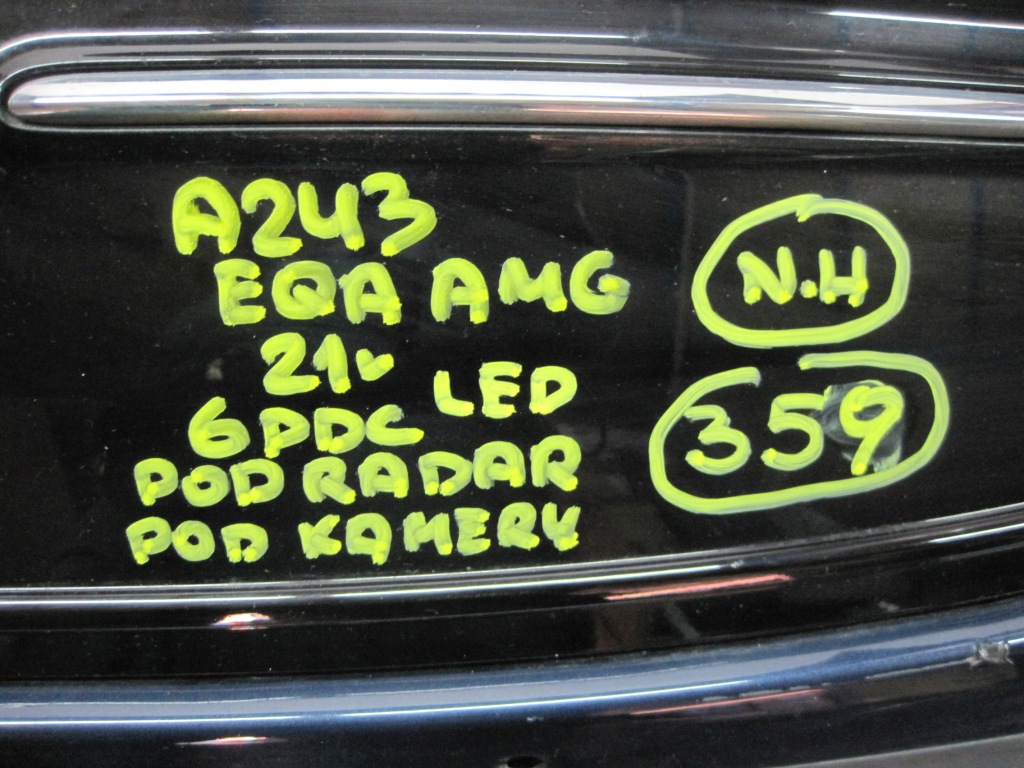 A243
EQA AMG
21r
LED
6PDC
POD RADAR
POD KAMERY
N.H
359